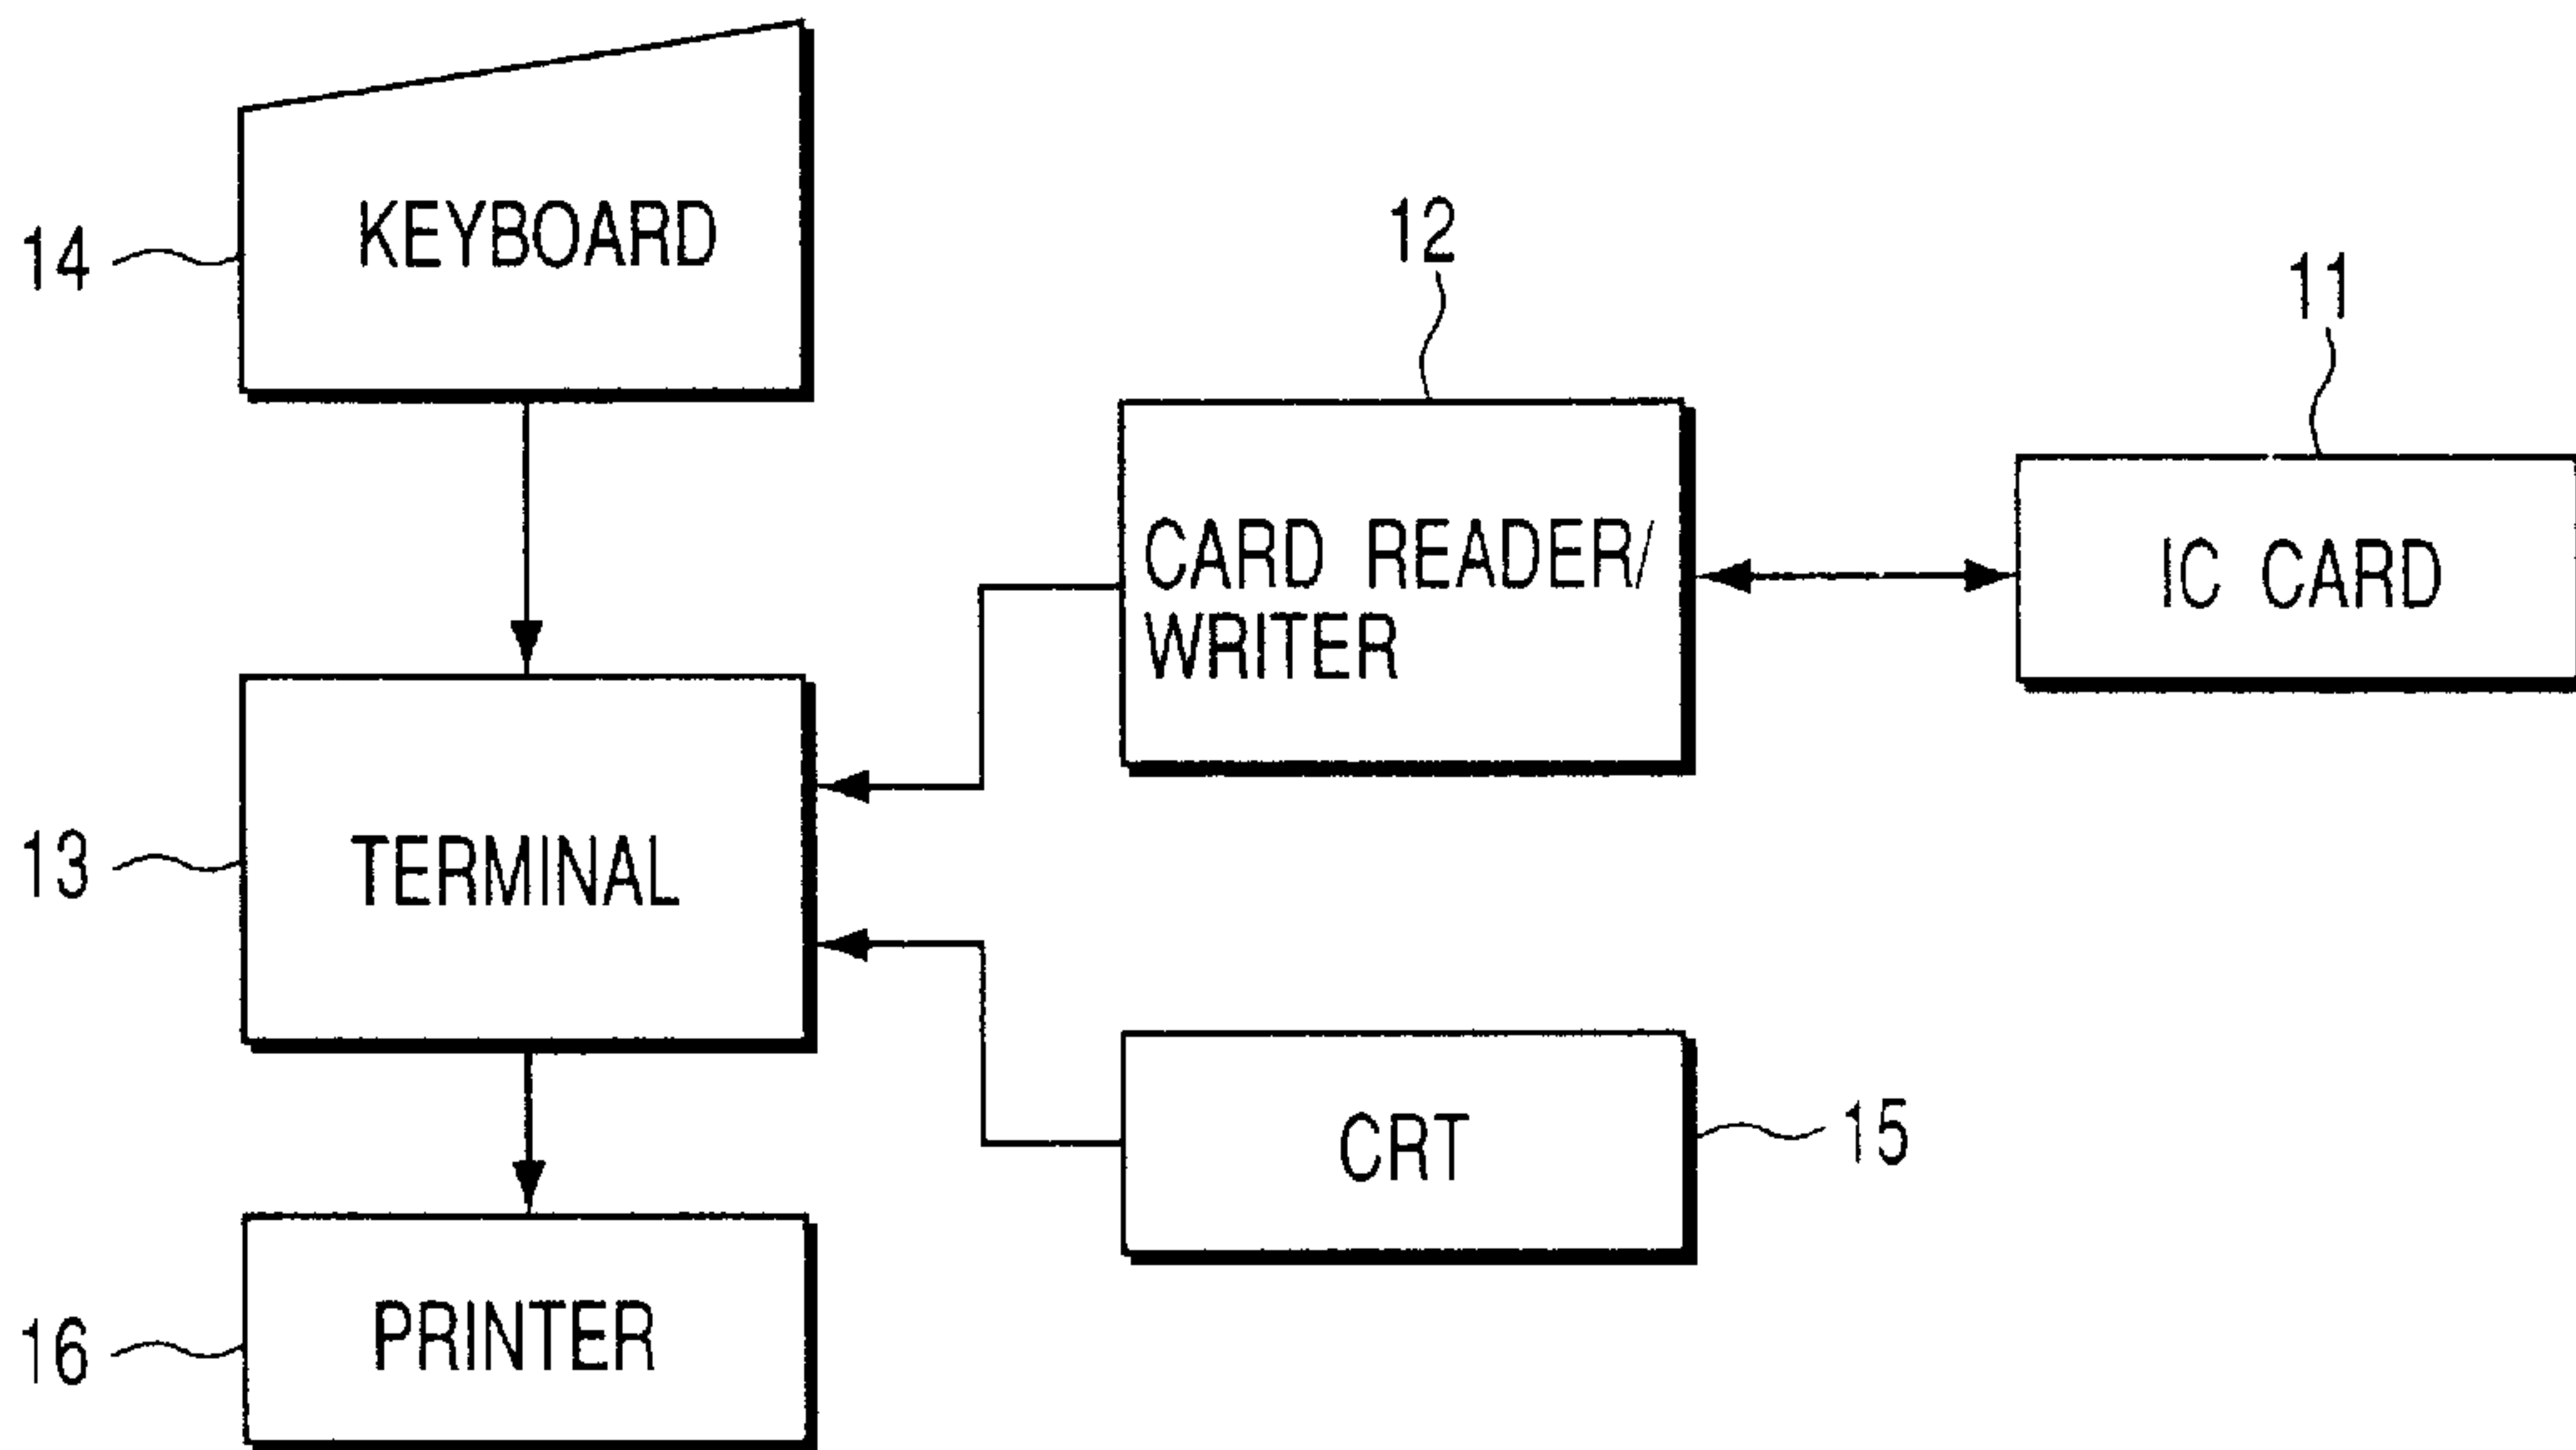 14
KEYBOARD
12
11
CARD READER/
WRITER
IC CARD
13
TERMINAL
CRT
15
16
PRINTER